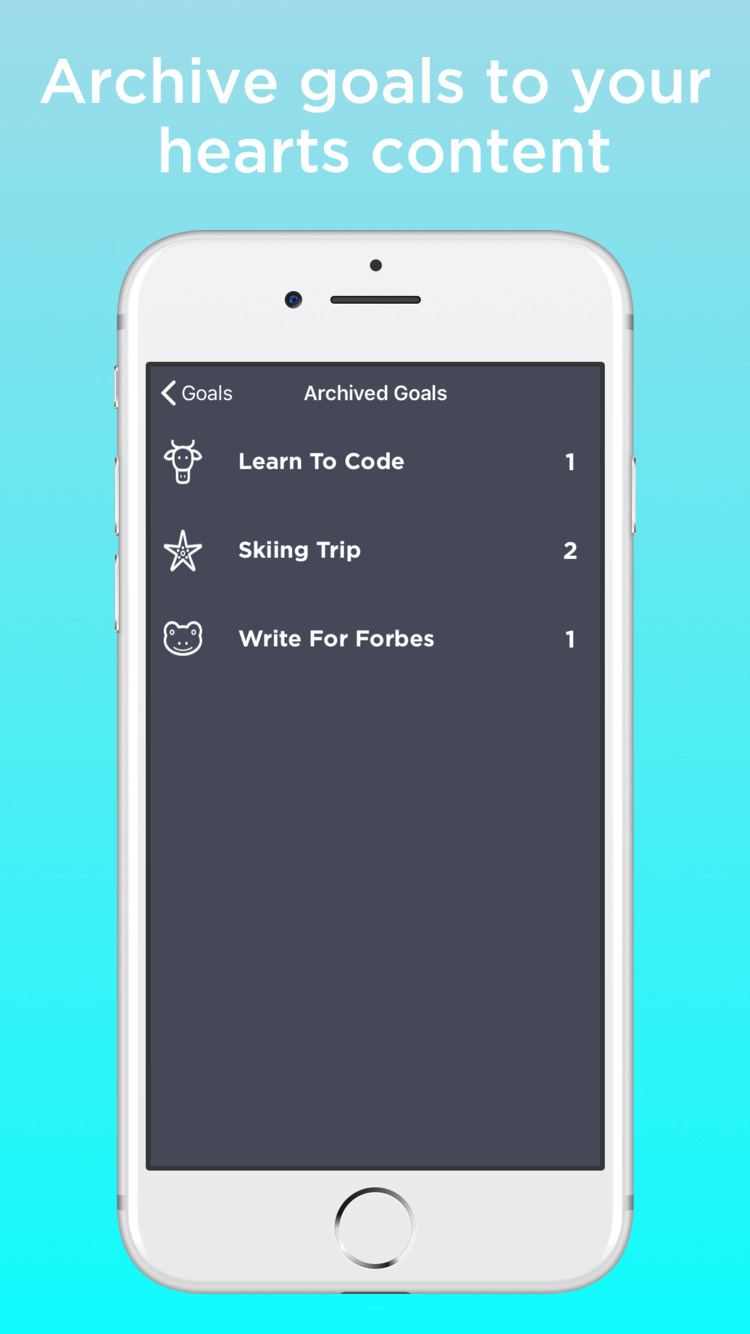 Archive goals to your
hearts content
Goals Archived Goals
Learn To Code 1
Skiing Trip 2
Write For Forbes 1